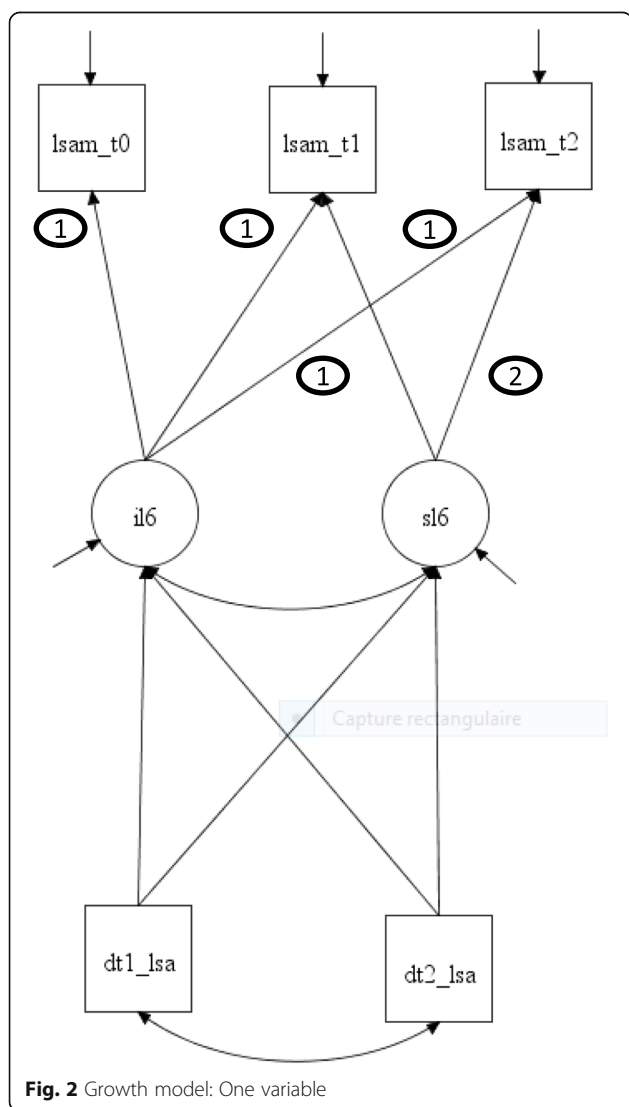 lsam_t0 lsam_t1 lsam_t2
1 1 1
1 2
il6 sl6
Capture rectangulaire
dt1_lsa dt2_lsa
Fig. 2 Growth model: One variable